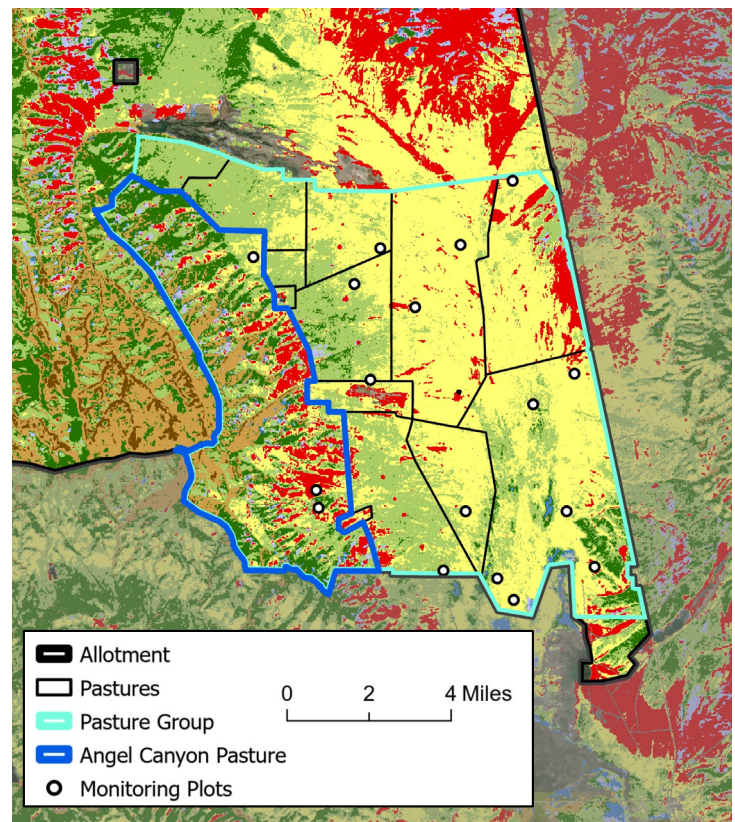 Allotment
Pastures
0 2 4 Miles
Pasture Group
Angel Canyon Pasture
Monitoring Plots